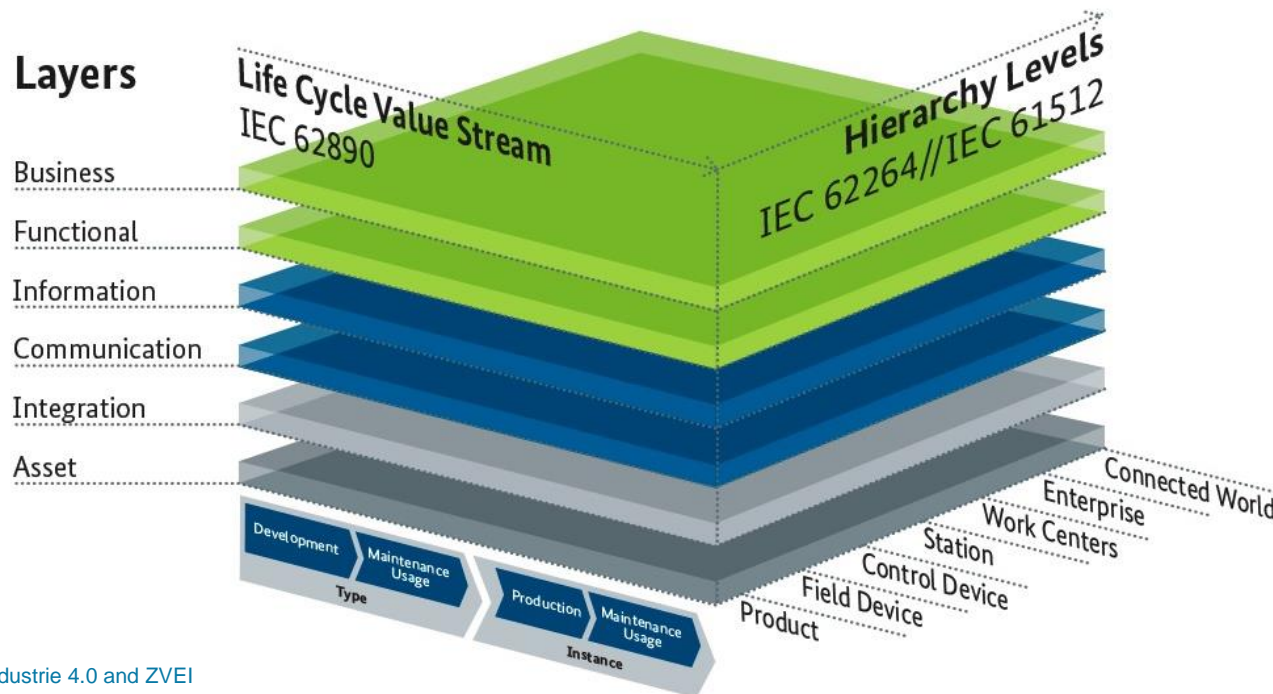 Layers
Life Cycle Value Stream
IEC 62890
Hierarchy Levels
IEC 62264//IEC 61512
Business
Functional
Information
Communication
Integration
Asset
Development
Maintenance
Usage
Type
Production
Maintenance
Usage
Instance
Product
Field Device
Control Device
Station
Work Centers
Enterprise
Connected World
dustrie 4.0 and ZVEI